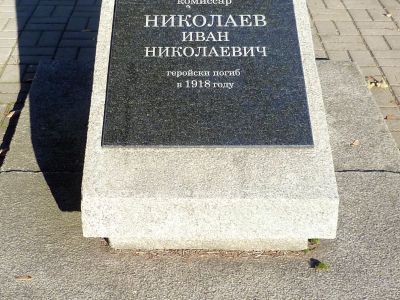 комиссар
НИКОЛАЕВ
ИВАН
НИКОЛАЕВИЧ
геройски погиб
в 1918 году